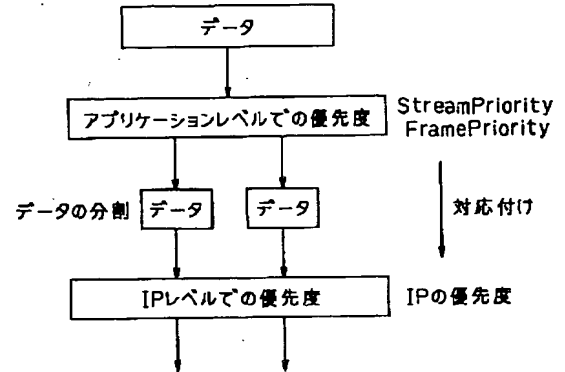 データ
アプリケーションレベルでの優先度
StreamPriority
FramePriority
データの分割
データ
データ
対応付け
IPレベルでの優先度
IPの優先度